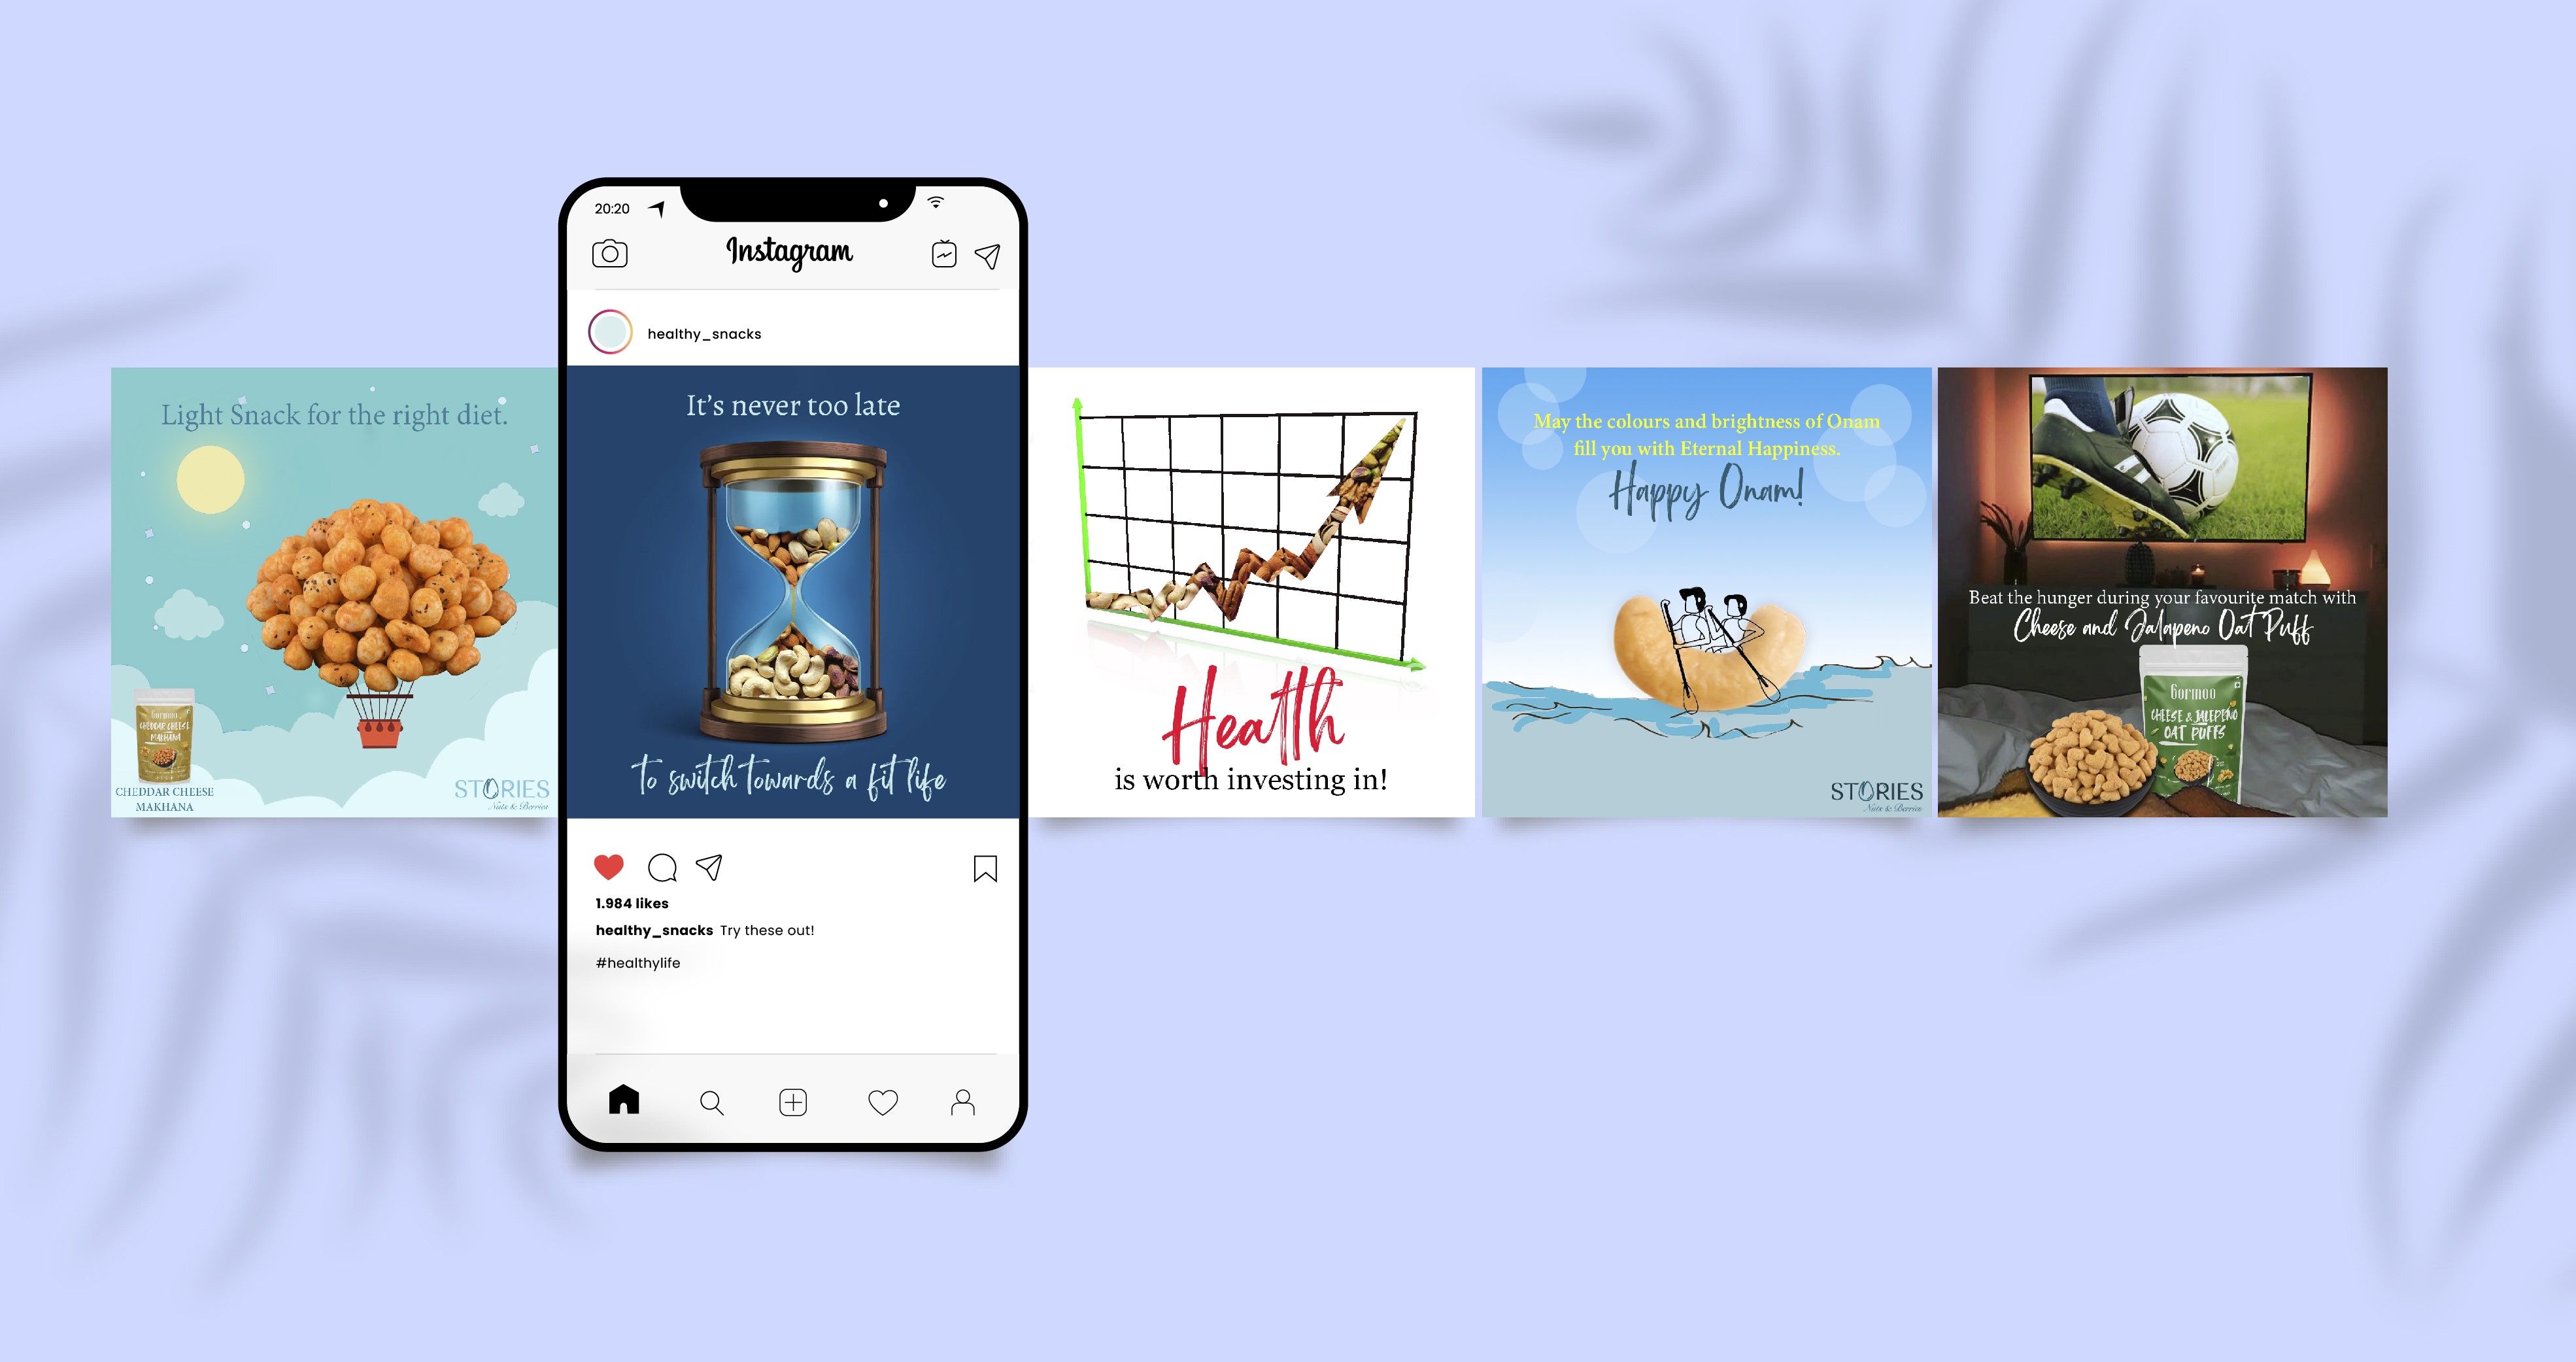 Light Snack for the right diet.
Gormoo
CHEDDAR CHEESE
MAKHANA
CHEDDAR CHEESE
MAKHANA
STORIES
Nuts & Berries
20:20
Instagram
healthy_snacks
It's never too late
to switch towards a fit life
1.984 likes
healthy_snacks Try these out!
#healthylife
Health
is worth investing in!
May the colours and brightness of Onam
fill you with Eternal Happiness.
Happy Onam!
STORIES
Nuts & Berries
Beat the hunger during your favourite match with
Cheese and Jalapeno Oat Puff
Gormoo
CHEESE & JALEPEÑO
OAT PUFFS